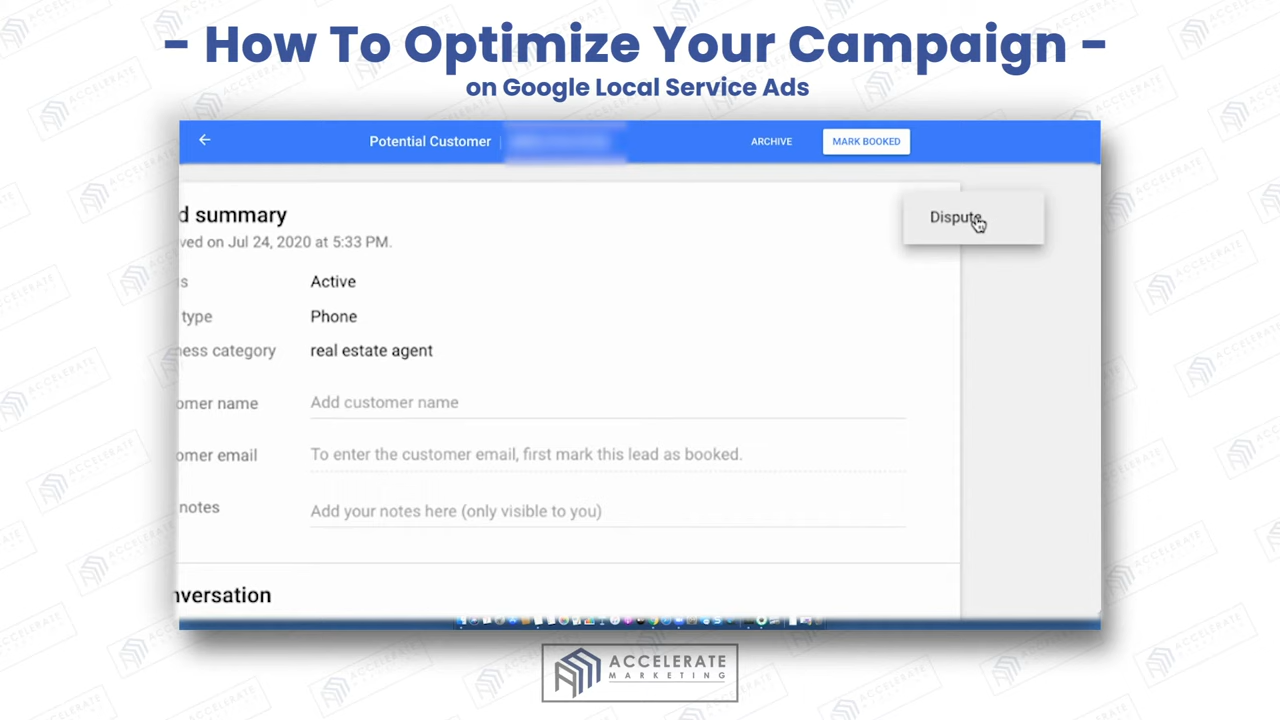 - How To Optimize Your Campaign -
on Google Local Service Ads
Potential Customer
ARCHIVE
MARK BOOKED
d summary
Dispute
ved on Jul 24, 2020 at 5:33 PM.
s Active
type Phone
ness category real estate agent
omer name Add customer name
omer email To enter the customer email, first mark this lead as booked.
notes Add your notes here (only visible to you)
nversation
ACCELERATE
MARKETING